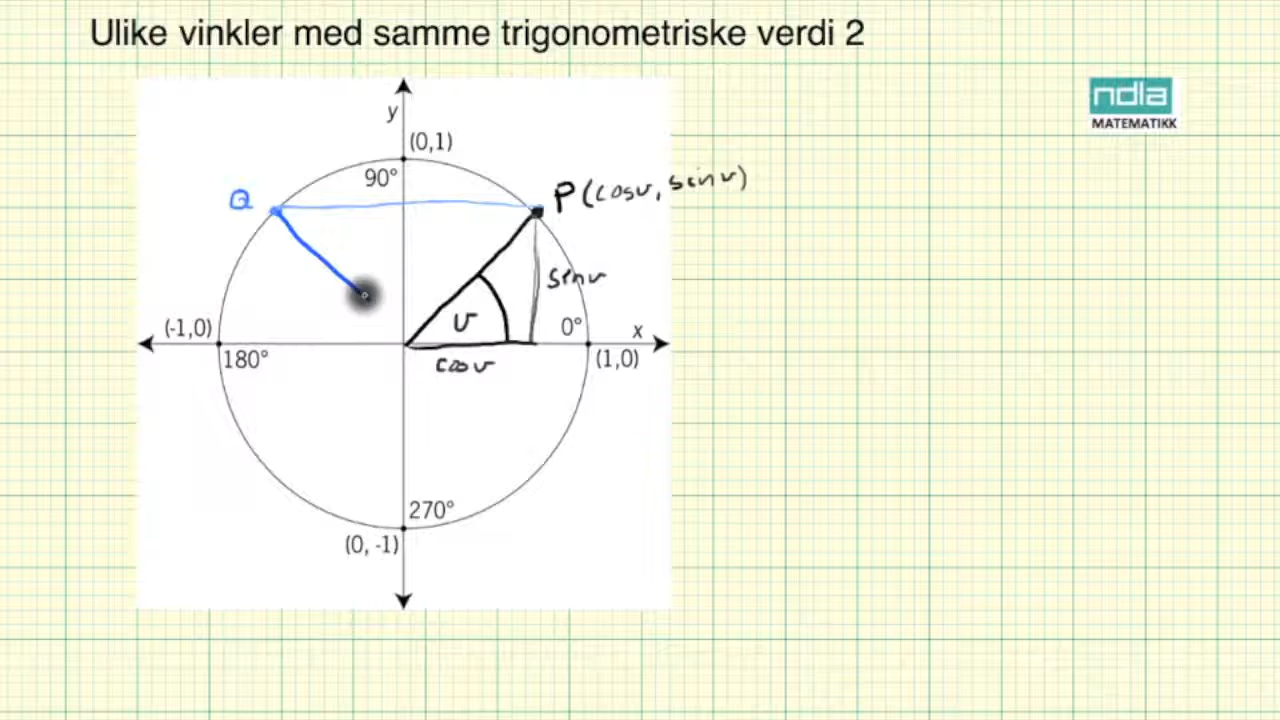 Ulike vinkler med samme trigonometriske verdi 2
ndla
MATEMATIKK
y
(0,1)
90°
Q
P(cosv, sinv)
sinv
v
(-1,0)
0°
x
180°
cosv
(1,0)
270°
(0, -1)